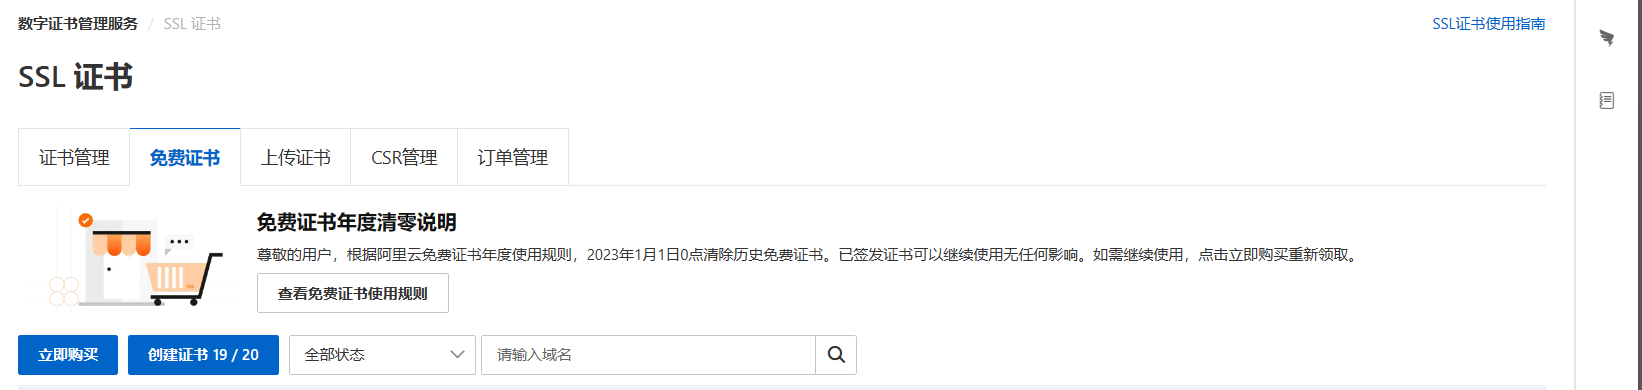 数字证书管理服务 / SSL 证书
SSL证书使用指南
SSL 证书
证书管理
免费证书
上传证书
CSR管理
订单管理
免费证书年度清零说明
尊敬的用户，根据阿里云免费证书年度使用规则，2023年1月1日0点清除历史免费证书。已签发证书可以继续使用无任何影响。如需继续使用，点击立即购买重新领取。
查看免费证书使用规则
立即购买
创建证书 19 / 20
全部状态
请输入域名